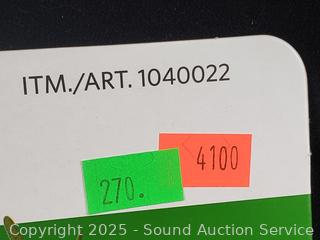 ITM./ART. 1040022
4100
270.
Copyright 2025 - Sound Auction Service